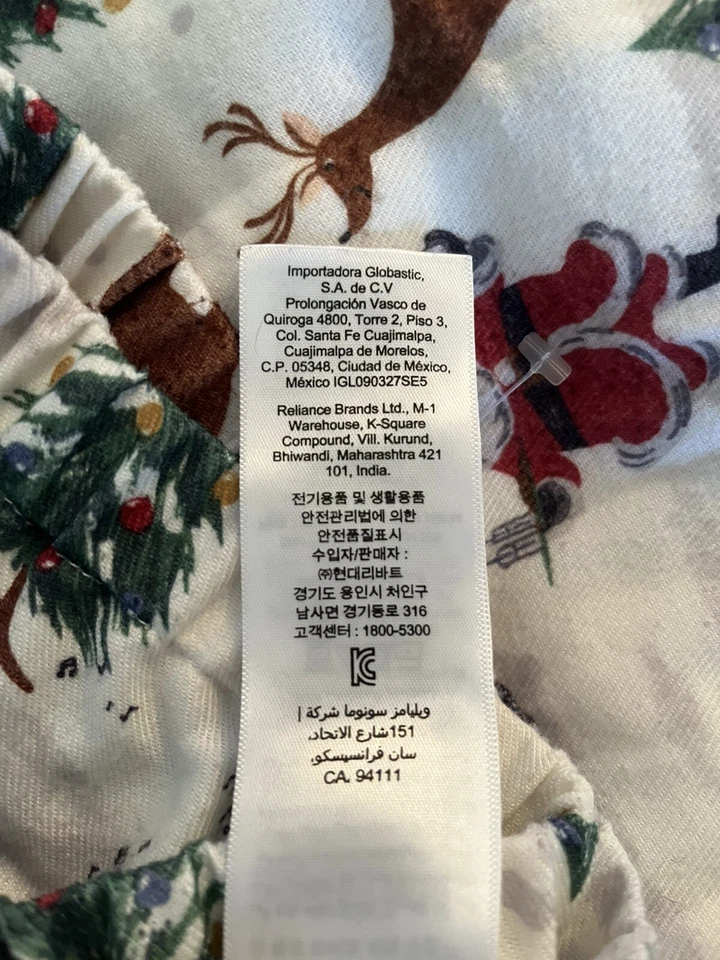 Importadora Globastic,
S.A. de C.V
Prolongación Vasco de
Quiroga 4800, Torre 2, Piso 3,
Col. Santa Fe Cuajimalpa,
Cuajimalpa de Morelos,
C.P. 05348, Ciudad de México,
México IGL090327SE5
Reliance Brands Ltd., M-1
Warehouse, K-Square
Compound, Vill. Kurund,
Bhiwandi, Maharashtra 421
101, India.
전기용품 및 생활용품
안전관리법에 의한
안전품질표시
수입자/판매자 :
㈜현대리바트
경기도 용인시 처인구
남사면 경기동로 316
고객센터 : 1800-5300
KC
ويليامز سونوما شركة |
151شارع الاتحاد،
سان فرانسيسكو،
CA. 94111